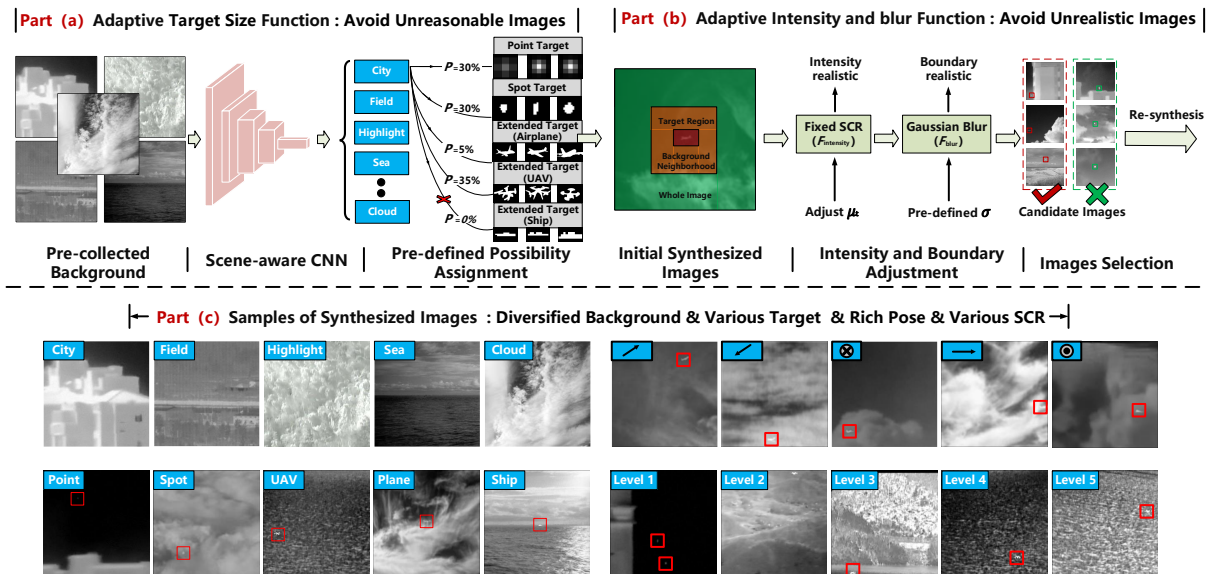 Part (a) Adaptive Target Size Function : Avoid Unreasonable Images
City
Field
Highlight
Sea
Cloud
P=30%
P=30%
P=5%
P=35%
P=0%
Point Target
Spot Target
Extended Target
(Airplane)
Extended Target
(UAV)
Extended Target
(Ship)
Pre-collected
Background
Scene-aware CNN
Pre-defined Possibility
Assignment
Part (b) Adaptive Intensity and blur Function : Avoid Unrealistic Images
Target Region
Background
Neighborhood
Whole Image
Intensity
realistic
Boundary
realistic
Fixed SCR
(Fintensity)
Gaussian Blur
(Fblur)
Adjust μt
Pre-defined σ
Candidate Images
Re-synthesis
Initial Synthesized
Images
Intensity and Boundary
Adjustment
Images Selection
Part (c) Samples of Synthesized Images : Diversified Background & Various Target & Rich Pose & Various SCR
City
Field
Highlight
Sea
Cloud
Point
Spot
UAV
Plane
Ship
Level 1
Level 2
Level 3
Level 4
Level 5